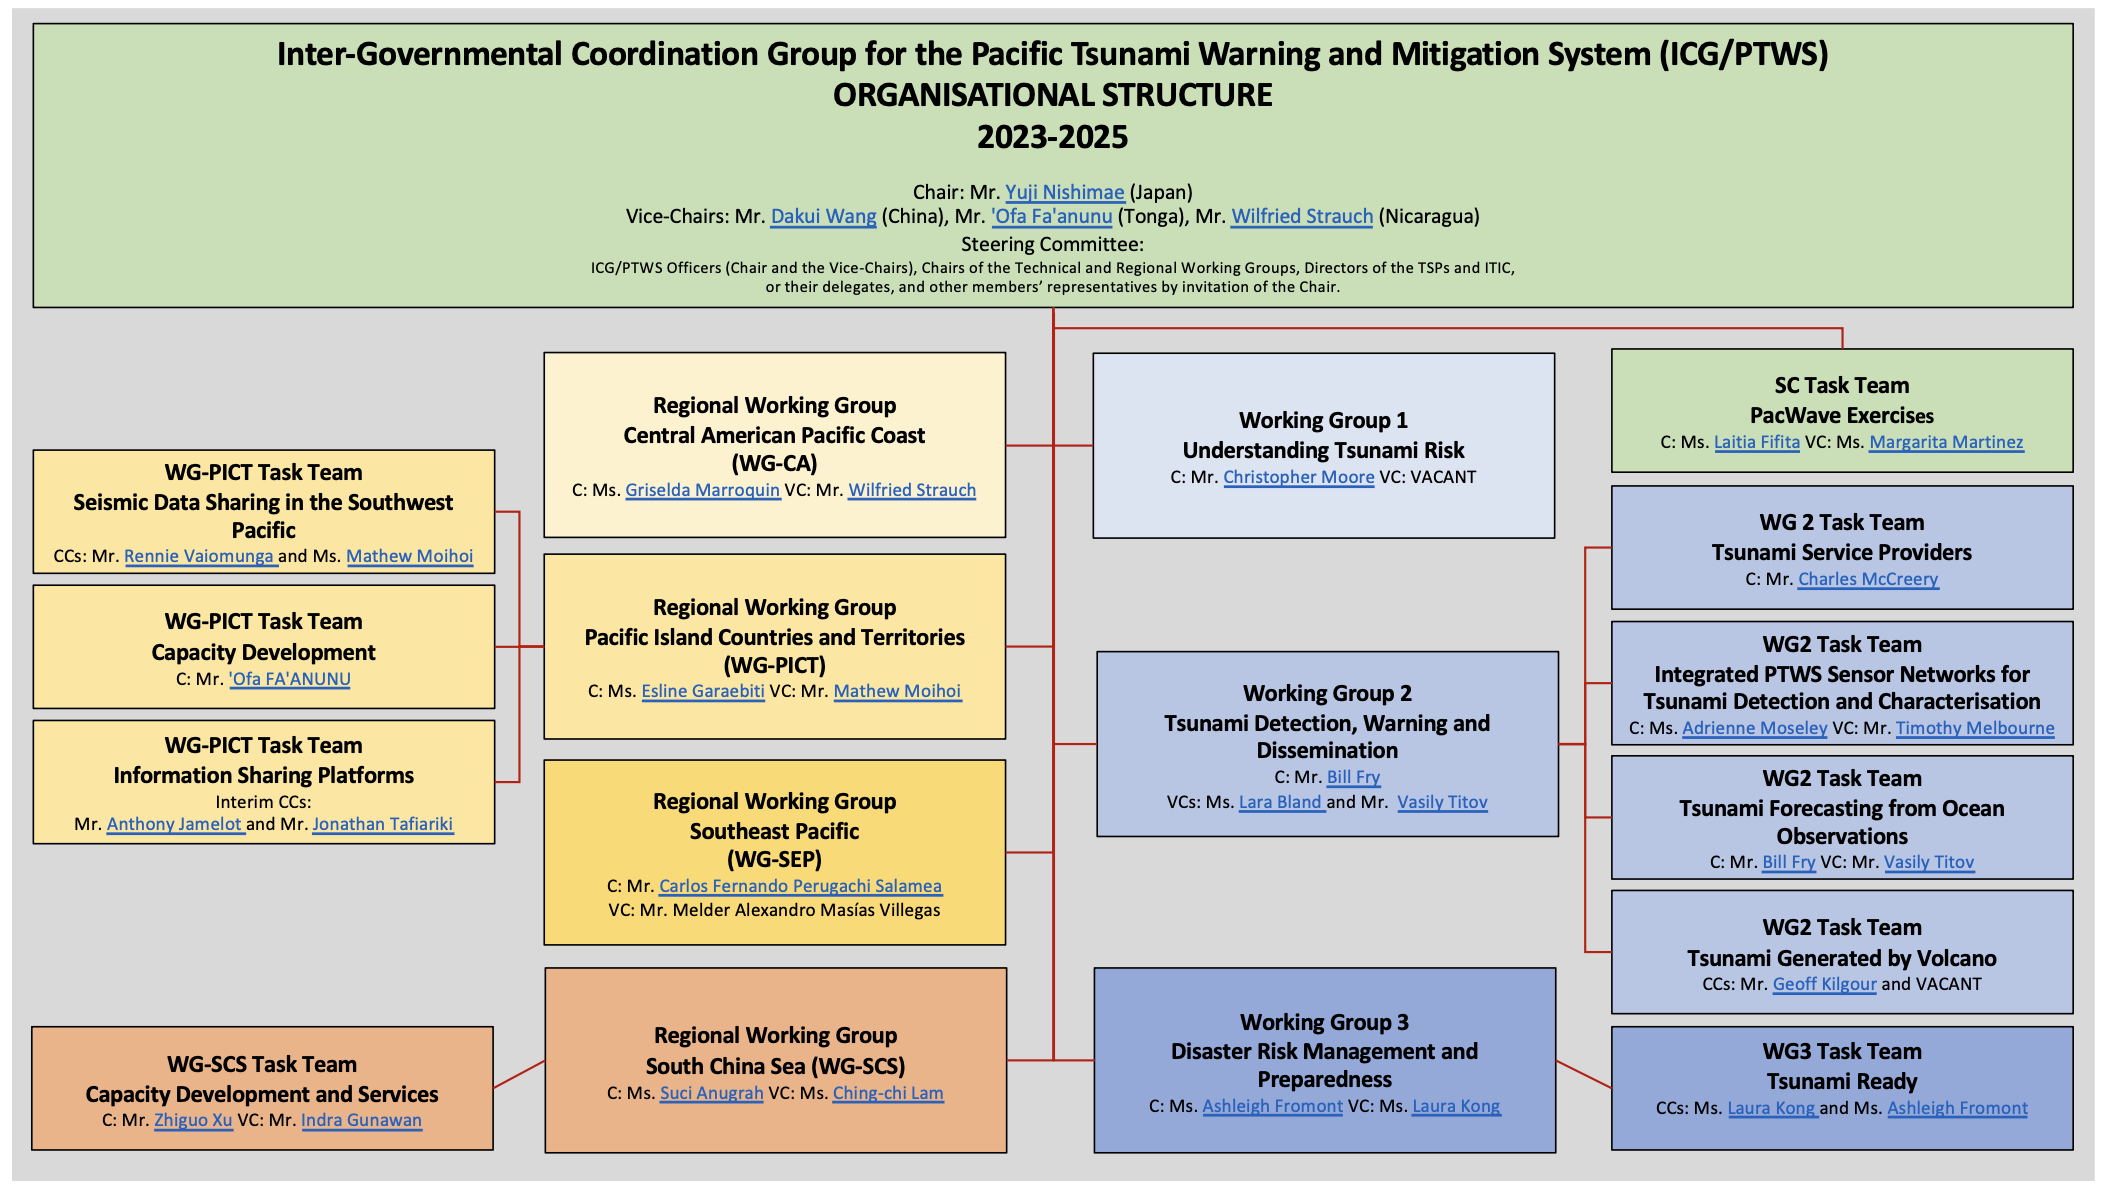 Inter-Governmental Coordination Group for the Pacific Tsunami Warning and Mitigation System (ICG/PTWS)
ORGANISATIONAL STRUCTURE
2023-2025
Chair: Mr. Yuji Nishimae (Japan)
Vice-Chairs: Mr. Dakui Wang (China), Mr. 'Ofa Fa'anunu (Tonga), Mr. Wilfried Strauch (Nicaragua)
Steering Committee:
ICG/PTWS Officers (Chair and the Vice-Chairs), Chairs of the Technical and Regional Working Groups, Directors of the TSPs and ITIC,
or their delegates, and other members’ representatives by invitation of the Chair.
WG-PICT Task Team
Seismic Data Sharing in the Southwest
Pacific
CCs: Mr. Rennie Vaiomunga and Ms. Mathew Moihoi
WG-PICT Task Team
Capacity Development
C: Mr. 'Ofa FA'ANUNU
WG-PICT Task Team
Information Sharing Platforms
Interim CCs:
Mr. Anthony Jamelot and Mr. Jonathan Tafiariki
WG-SCS Task Team
Capacity Development and Services
C: Mr. Zhiguo Xu VC: Mr. Indra Gunawan
Regional Working Group
Central American Pacific Coast
(WG-CA)
C: Ms. Griselda Marroquin VC: Mr. Wilfried Strauch
Regional Working Group
Pacific Island Countries and Territories
(WG-PICT)
C: Ms. Esline Garaebiti VC: Mr. Mathew Moihoi
Regional Working Group
Southeast Pacific
(WG-SEP)
C: Mr. Carlos Fernando Perugachi Salamea
VC: Mr. Melder Alexandro Masías Villegas
Regional Working Group
South China Sea (WG-SCS)
C: Ms. Suci Anugrah VC: Ms. Ching-chi Lam
Working Group 1
Understanding Tsunami Risk
C: Mr. Christopher Moore VC: VACANT
Working Group 2
Tsunami Detection, Warning and
Dissemination
C: Mr. Bill Fry
VCs: Ms. Lara Bland and Mr. Vasily Titov
Working Group 3
Disaster Risk Management and
Preparedness
C: Ms. Ashleigh Fromont VC: Ms. Laura Kong
SC Task Team
PacWave Exercises
C: Ms. Laitia Fifita VC: Ms. Margarita Martinez
WG 2 Task Team
Tsunami Service Providers
C: Mr. Charles McCreery
WG2 Task Team
Integrated PTWS Sensor Networks for
Tsunami Detection and Characterisation
C: Ms. Adrienne Moseley VC: Mr. Timothy Melbourne
WG2 Task Team
Tsunami Forecasting from Ocean
Observations
C: Mr. Bill Fry VC: Mr. Vasily Titov
WG2 Task Team
Tsunami Generated by Volcano
CCs: Mr. Geoff Kilgour and VACANT
WG3 Task Team
Tsunami Ready
CCs: Ms. Laura Kong and Ms. Ashleigh Fromont